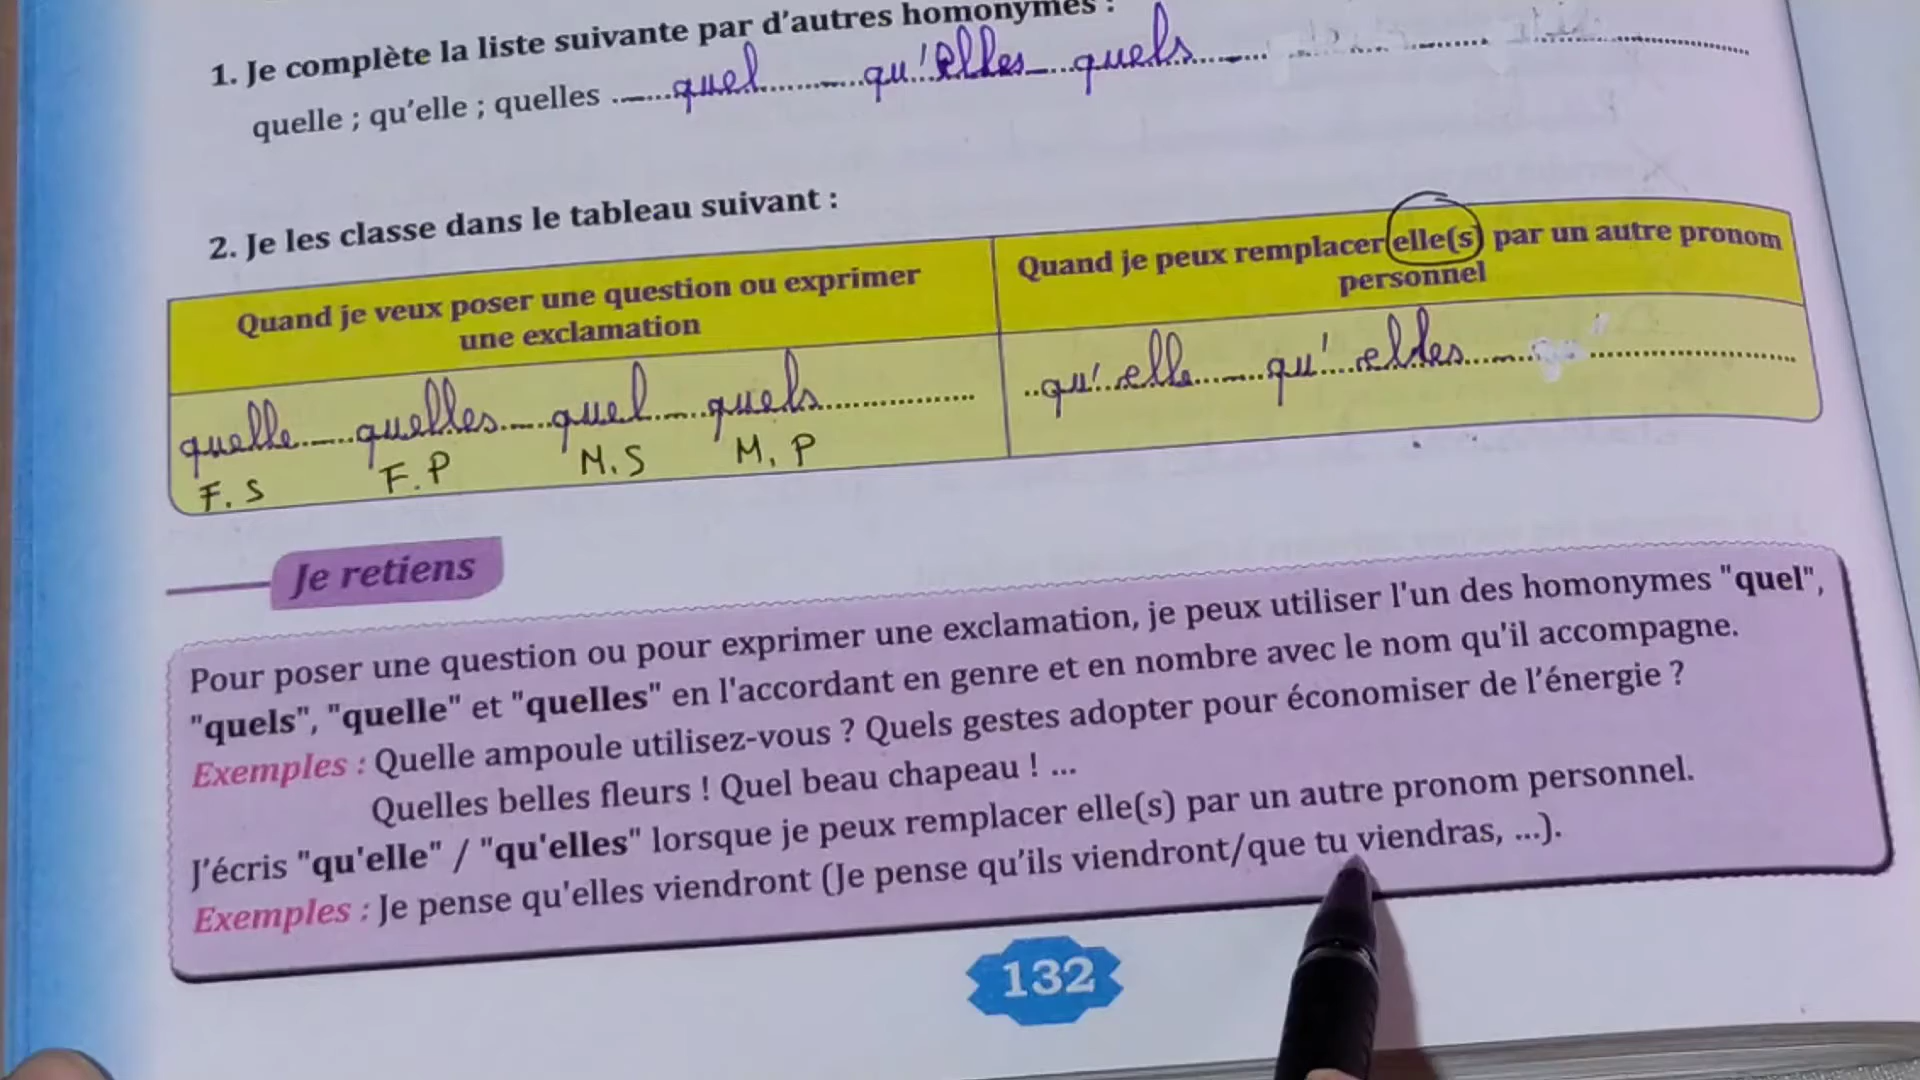 1. Je complète la liste suivante par d'autres homonymes :
quelle ; qu'elle ; quelles ......quel............qu'elles....quels..........
2. Je les classe dans le tableau suivant :
Quand je veux poser une question ou exprimer
une exclamation
Quand je peux remplacer elle(s) par un autre pronom
personnel
quelle......quelles......quel......quels............
F.S F.P M.S M.P
..qu'elle.......qu'elles..........
Je retiens
Pour poser une question ou pour exprimer une exclamation, je peux utiliser l'un des homonymes "quel",
"quels", "quelle" et "quelles" en l'accordant en genre et en nombre avec le nom qu'il accompagne.
Exemples : Quelle ampoule utilisez-vous ? Quels gestes adopter pour économiser de l'énergie ?
Quelles belles fleurs ! Quel beau chapeau ! ...
J'écris "qu'elle" / "qu'elles" lorsque je peux remplacer elle(s) par un autre pronom personnel.
Exemples : Je pense qu'elles viendront (Je pense qu'ils viendront/que tu viendras, ...).
132